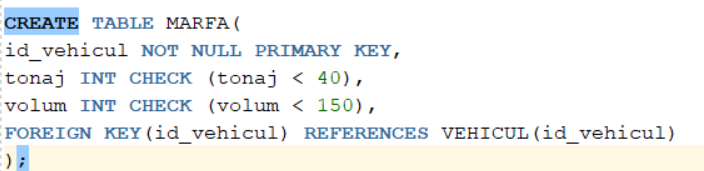 CREATE TABLE MARFA(
id_vehicul NOT NULL PRIMARY KEY,
tonaj INT CHECK (tonaj < 40),
volum INT CHECK (volum < 150),
FOREIGN KEY(id_vehicul) REFERENCES VEHICUL(id_vehicul)
);